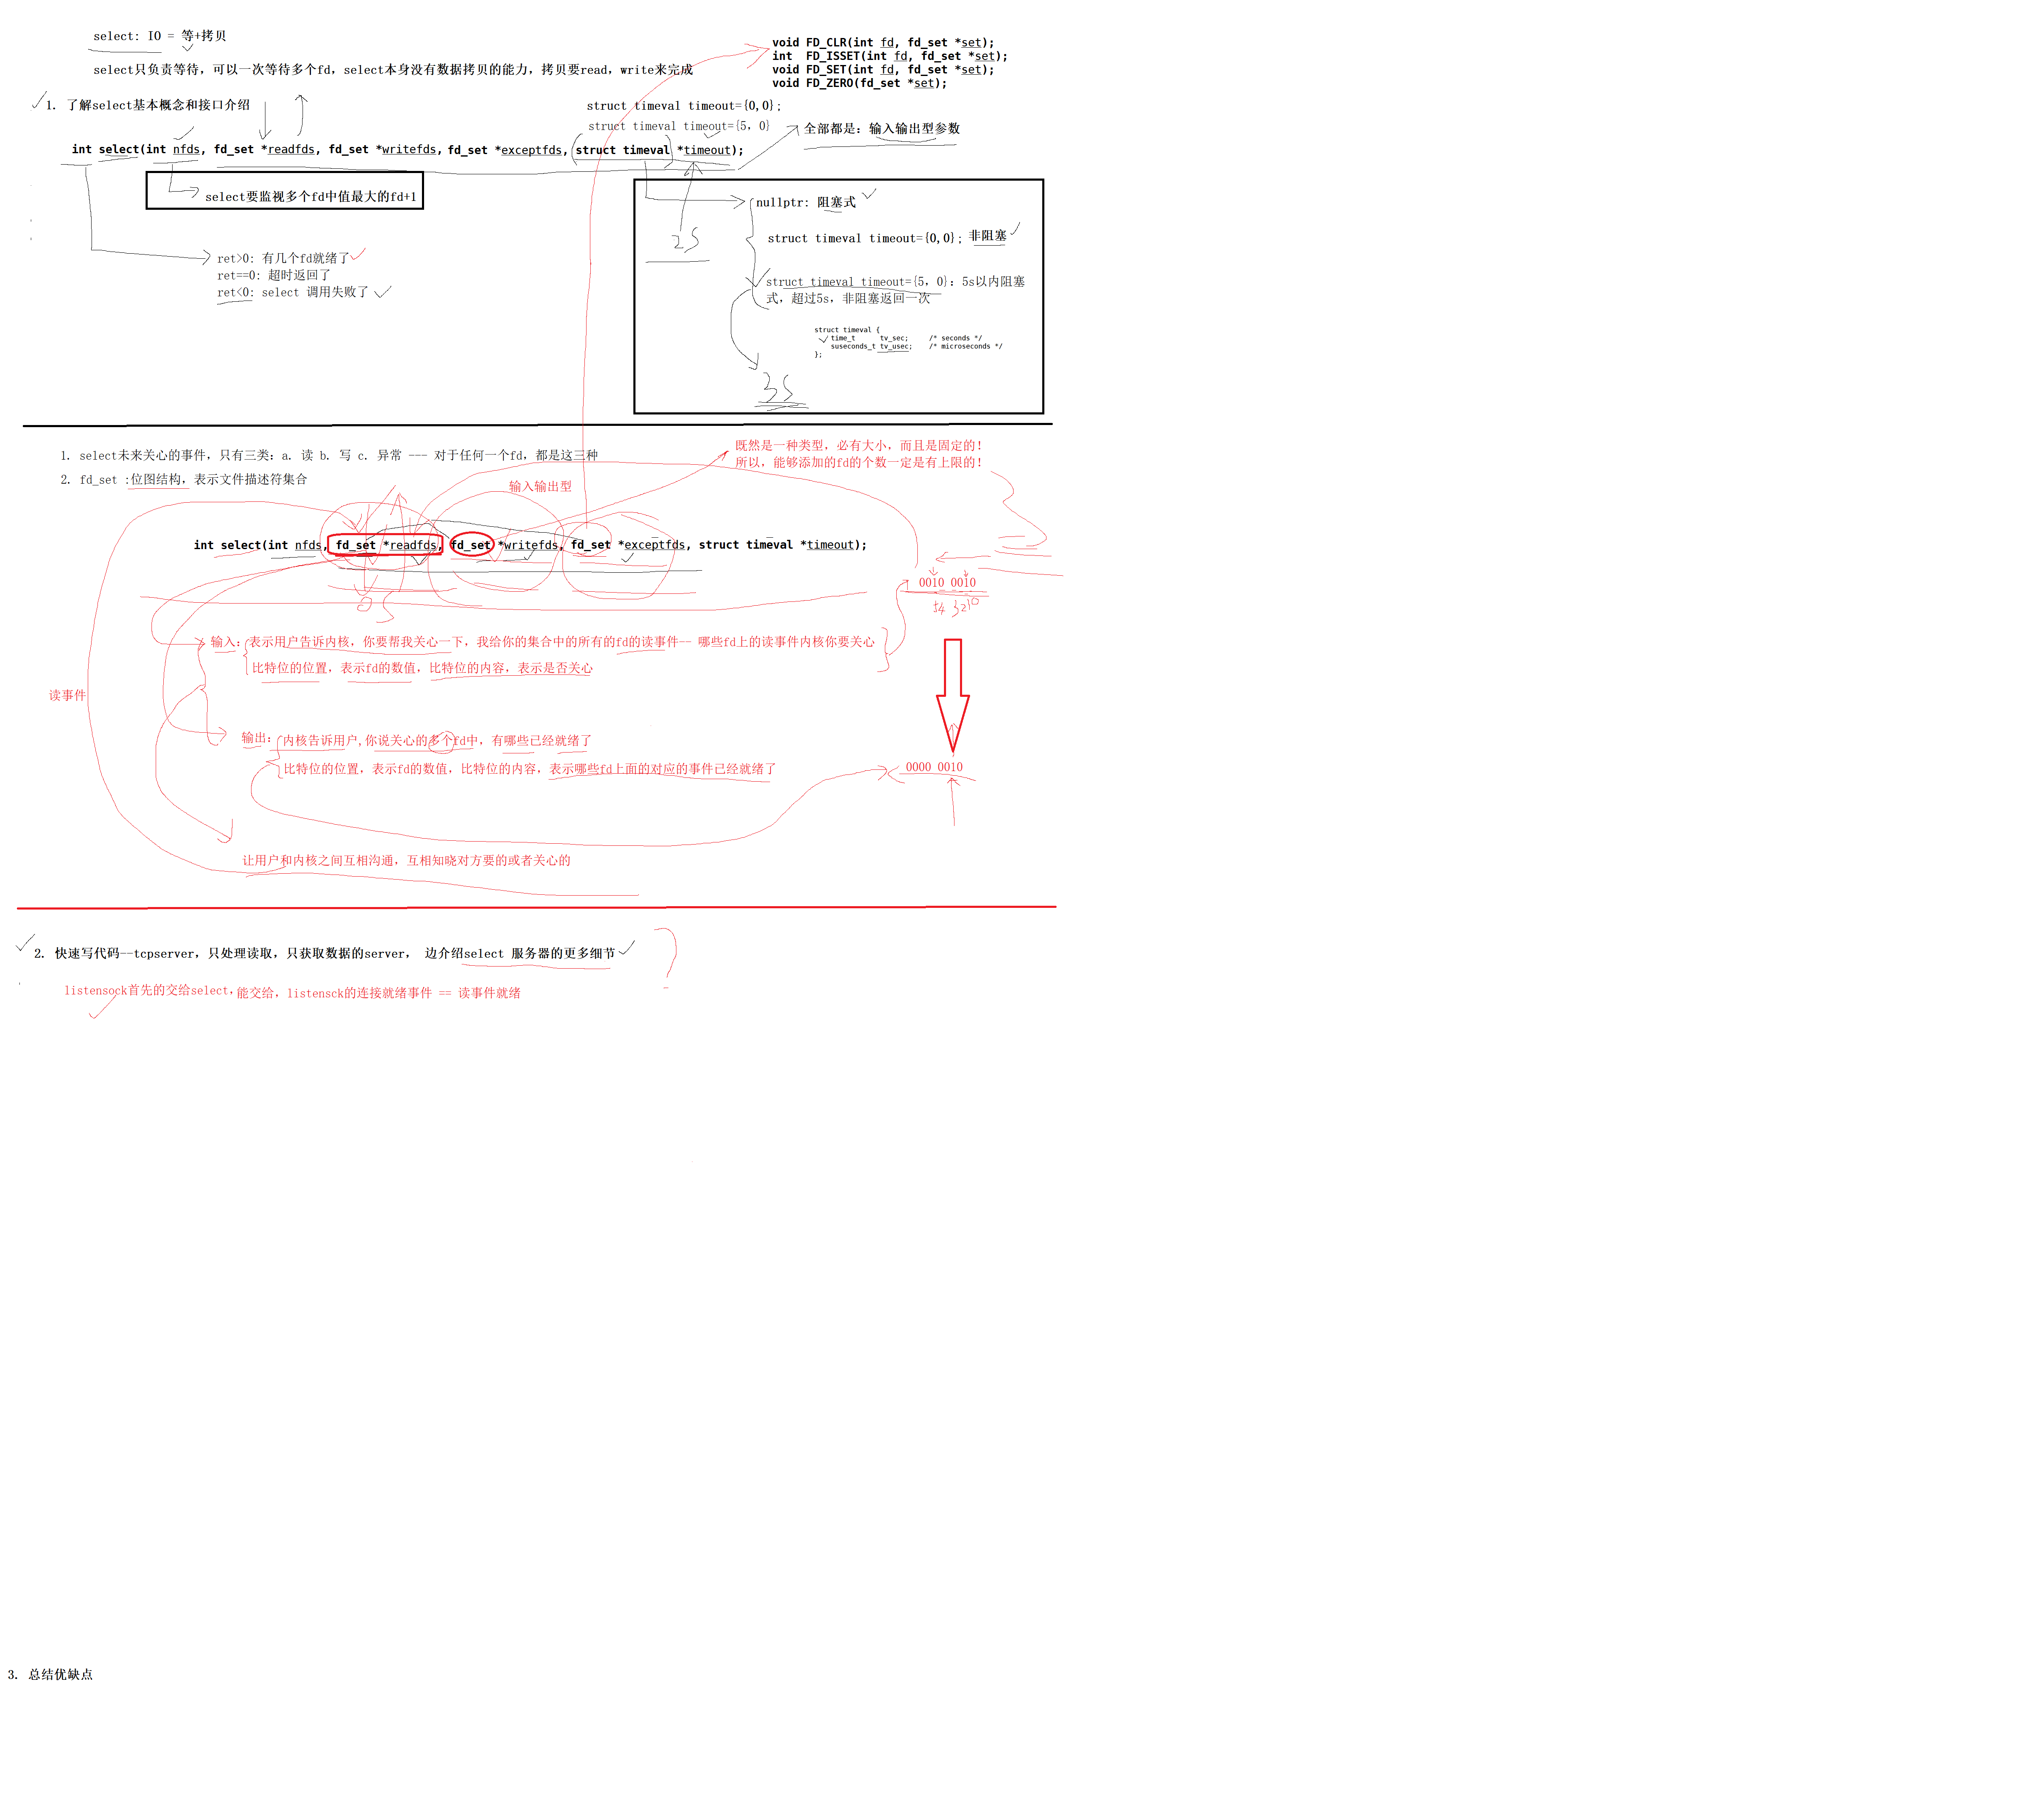 select: IO = 等+拷贝
select只负责等待，可以一次等待多个fd，select本身没有数据拷贝的能力，拷贝要read，write来完成
void FD_CLR(int fd, fd_set *set);
int  FD_ISSET(int fd, fd_set *set);
void FD_SET(int fd, fd_set *set);
void FD_ZERO(fd_set *set);
1. 了解select基本概念和接口介绍
struct timeval timeout={0,0};
struct timeval timeout={5, 0}
全部都是：输入输出型参数
int select(int nfds, fd_set *readfds, fd_set *writefds, fd_set *exceptfds, struct timeval *timeout);
select要监视多个fd中值最大的fd+1
nullptr: 阻塞式
struct timeval timeout={0,0}; 非阻塞
2s
ret>0: 有几个fd就绪了
ret==0: 超时返回了
ret<0: select 调用失败了
struct timeval timeout={5, 0}: 5s以内阻塞
式，超过5s，非阻塞返回一次
struct timeval {
time_t      tv_sec;     /* seconds */
suseconds_t tv_usec;    /* microseconds */
};
3s
既然是一种类型，必有大小，而且是固定的！
所以，能够添加的fd的个数一定是有上限的！
1. select未来关心的事件，只有三类：a. 读 b. 写 c. 异常 --- 对于任何一个fd，都是这三种
2. fd_set :位图结构，表示文件描述符集合
输入输出型
int select(int nfds, fd_set *readfds, fd_set *writefds, fd_set *exceptfds, struct timeval *timeout);
0010 0010
54 3210
输入：表示用户告诉内核，你要帮我关心一下，我给你的集合中的所有的fd的读事件-- 哪些fd上的读事件内核你要关心
比特位的位置，表示fd的数值，比特位的内容，表示是否关心
读事件
输出：内核告诉用户,你说关心的多个fd中，有哪些已经就绪了
比特位的位置，表示fd的数值，比特位的内容，表示哪些fd上面的对应的事件已经就绪了
0000 0010
让用户和内核之间互相沟通，互相知晓对方要的或者关心的
2. 快速写代码--tcpserver，只处理读取，只获取数据的server， 边介绍select 服务器的更多细节
listensock首先的交给select，能交给，listensck的连接就绪事件 == 读事件就绪
3. 总结优缺点